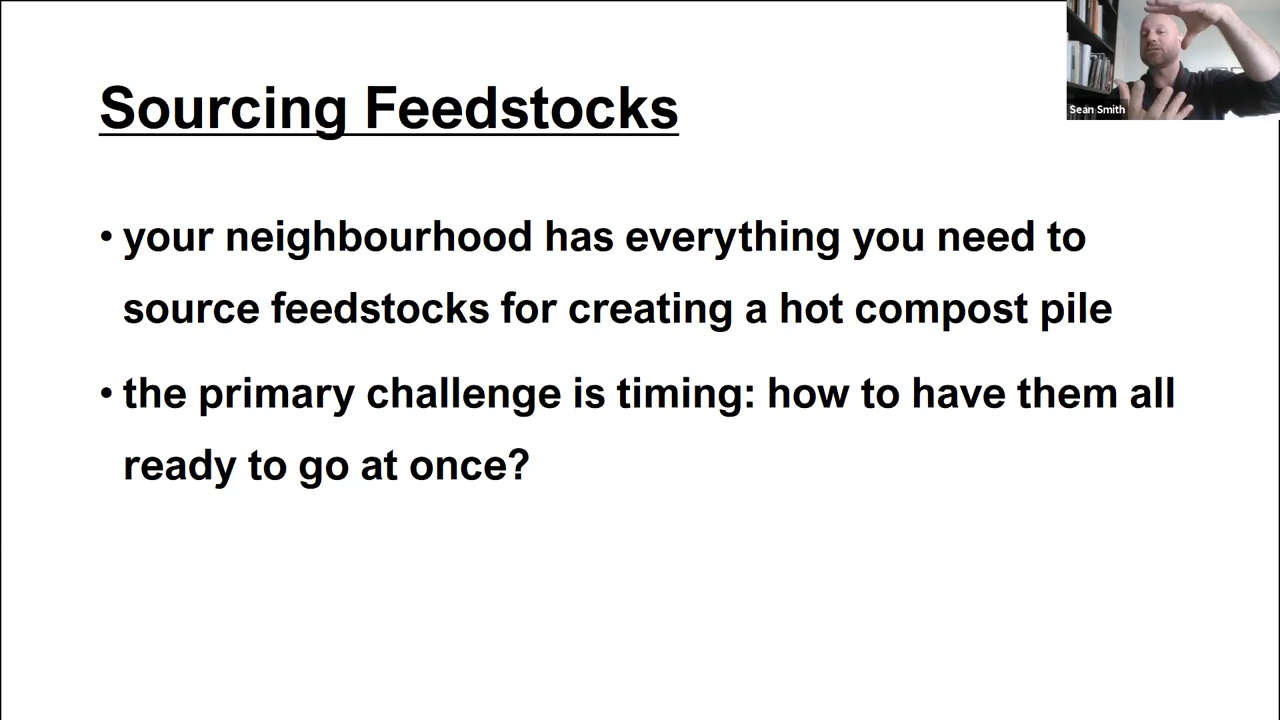 Sourcing Feedstocks
Sean Smith
• your neighbourhood has everything you need to
source feedstocks for creating a hot compost pile
• the primary challenge is timing: how to have them all
ready to go at once?